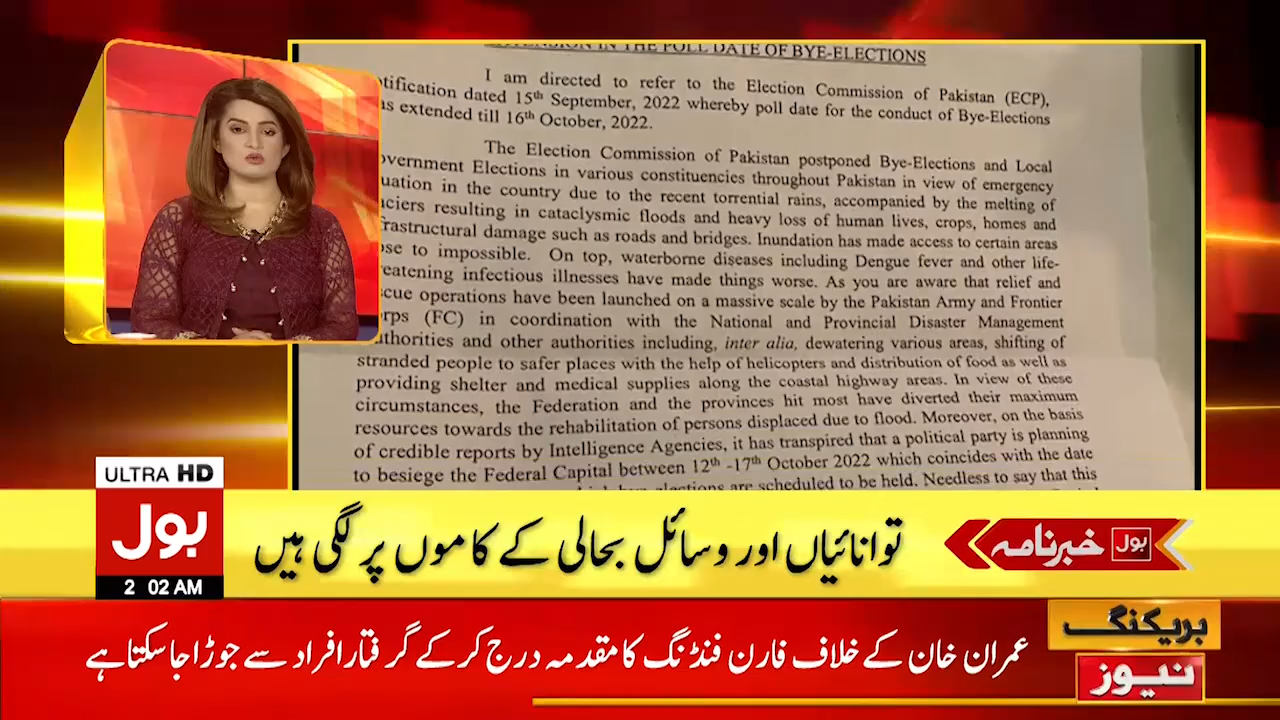 EXTENSION IN THE POLL DATE OF BYE-ELECTIONS
I am directed to refer to the Election Commission of Pakistan (ECP),
tification dated 15th September, 2022 whereby poll date for the conduct of Bye-Elections
as extended till 16th October, 2022.
The Election Commission of Pakistan postponed Bye-Elections and Local
overnment Elections in various constituencies throughout Pakistan in view of emergency
uation in the country due to the recent torrential rains, accompanied by the melting of
aciers resulting in cataclysmic floods and heavy loss of human lives, crops, homes and
frastructural damage such as roads and bridges. Inundation has made access to certain areas
ose to impossible. On top, waterborne diseases including Dengue fever and other life-
reatening infectious illnesses have made things worse. As you are aware that relief and
scue operations have been launched on a massive scale by the Pakistan Army and Frontier
rps (FC) in coordination with the National and Provincial Disaster Management
uthorities and other authorities including, inter alia, dewatering various areas, shifting of
stranded people to safer places with the help of helicopters and distribution of food as well as
providing shelter and medical supplies along the coastal highway areas. In view of these
circumstances, the Federation and the provinces hit most have diverted their maximum
resources towards the rehabilitation of persons displaced due to flood. Moreover, on the basis
of credible reports by Intelligence Agencies, it has transpired that a political party is planning
to besiege the Federal Capital between 12th -17th October 2022 which coincides with the date
elections are scheduled to be held. Needless to say that this
ULTRA HD
بول
2 02 AM
بول خبرنامہ
توانائیاں اور وسائل بحالی کے کاموں پر لگی ہیں
بریکنگ
نیوز
عمران خان کے خلاف فارن فنڈنگ کا مقدمہ درج کرکے گرفتار افراد سے جوڑا جاسکتا ہے